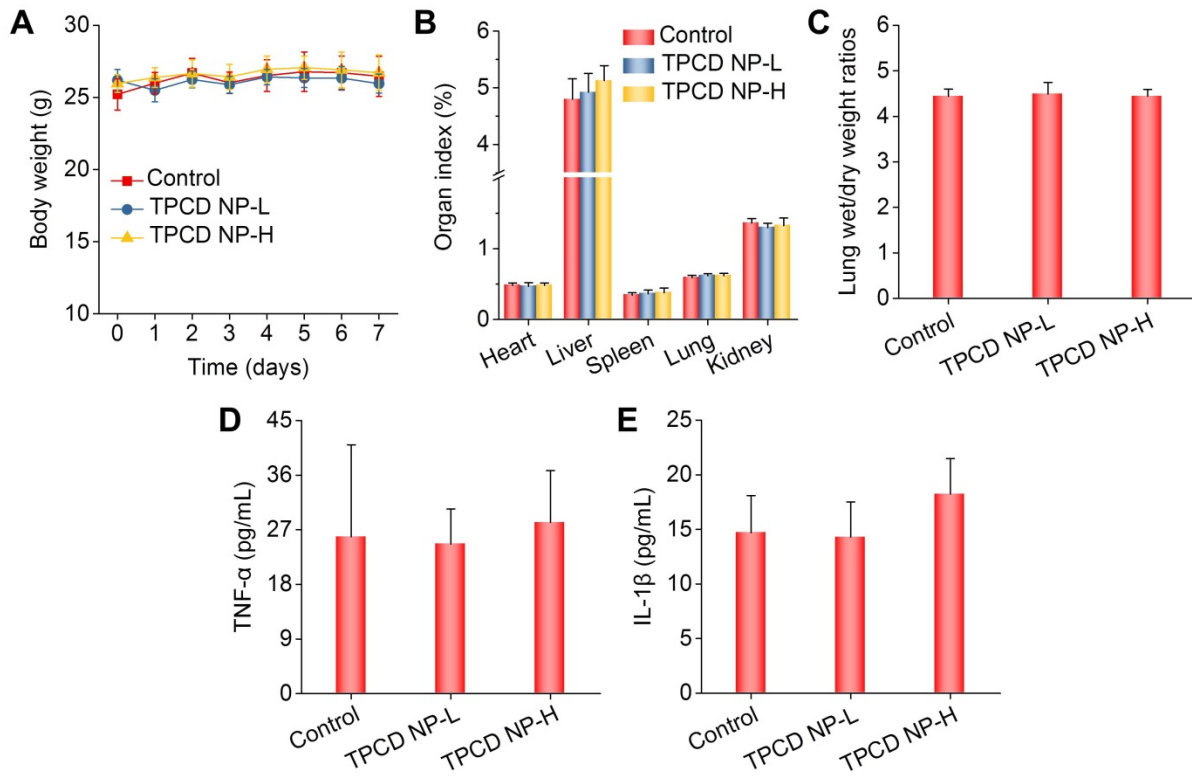 A
Body weight (g)
30
25
20
15
10
Control
TPCD NP-L
TPCD NP-H
0 1 2 3 4 5 6 7
Time (days)
B
Organ index (%)
6
5
4
1
0
Control
TPCD NP-L
TPCD NP-H
Heart
Liver
Spleen
Lung
Kidney
C
Lung wet/dry weight ratios
6
5
4
3
2
1
0
Control
TPCD NP-L
TPCD NP-H
D
TNF-α (pg/mL)
45
36
27
18
9
0
Control
TPCD NP-L
TPCD NP-H
E
IL-1β (pg/mL)
25
20
15
10
5
0
Control
TPCD NP-L
TPCD NP-H